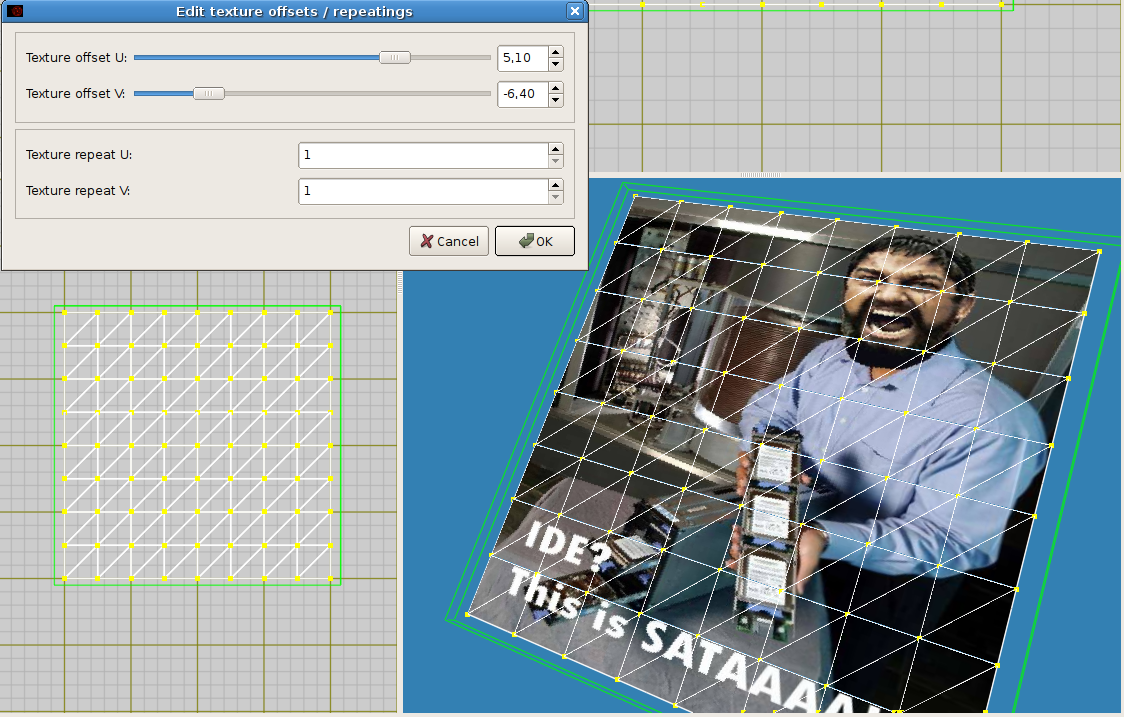 Edit texture offsets / repeatings
Texture offset U: 5,10
Texture offset V: -6,40
Texture repeat U: 1
Texture repeat V: 1
Cancel OK
IDE?
This is SATAAAA!